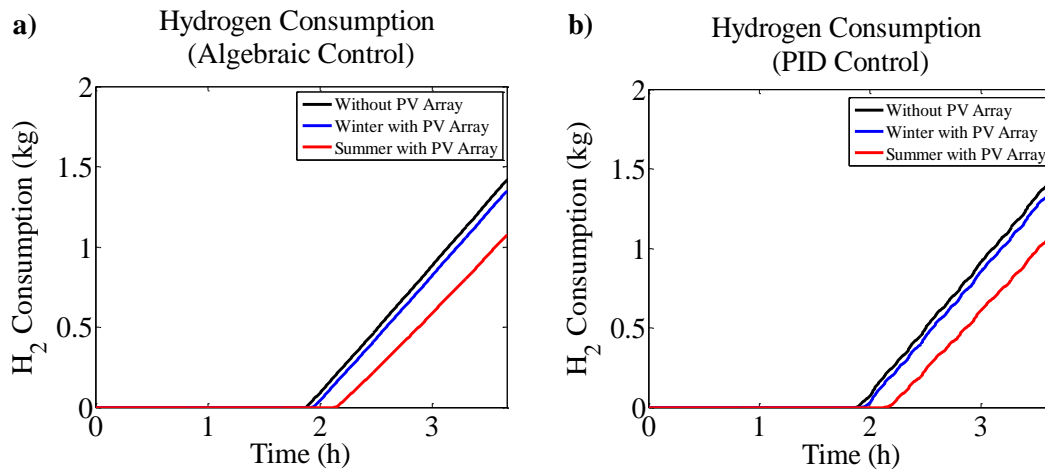 a)
Hydrogen Consumption
(Algebraic Control)
2
1.5
1
0.5
0
H2 Consumption (kg)
Without PV Array
Winter with PV Array
Summer with PV Array
0 1 2 3
Time (h)
b)
Hydrogen Consumption
(PID Control)
2
1.5
1
0.5
0
H2 Consumption (kg)
Without PV Array
Winter with PV Array
Summer with PV Array
0 1 2 3
Time (h)